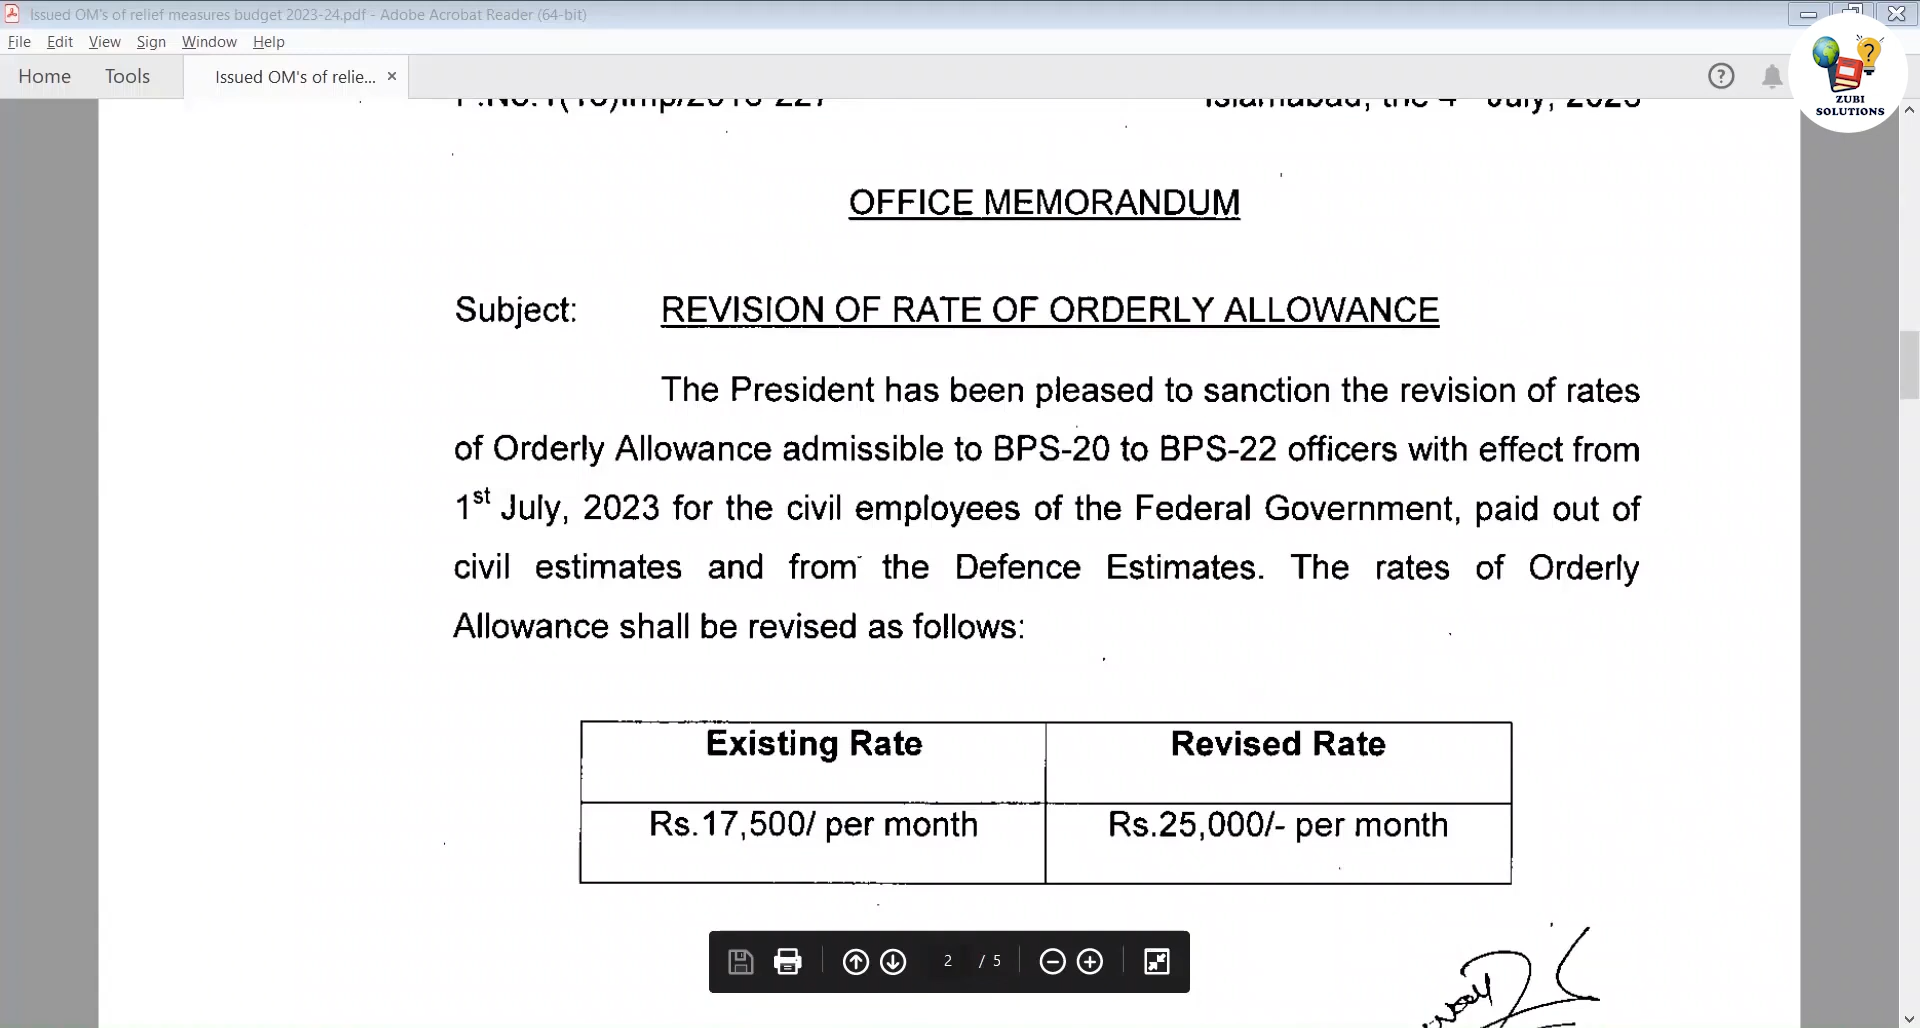 Issued OM's of relief measures budget 2023-24.pdf - Adobe Acrobat Reader (64-bit)
File Edit View Sign Window Help
Home Tools Issued OM's of relie... ×
ZUBI
SOLUTIONS
Islamabad, the 4 July, 2023
OFFICE MEMORANDUM
Subject: REVISION OF RATE OF ORDERLY ALLOWANCE
The President has been pleased to sanction the revision of rates
of Orderly Allowance admissible to BPS-20 to BPS-22 officers with effect from
1st July, 2023 for the civil employees of the Federal Government, paid out of
civil estimates and from the Defence Estimates. The rates of Orderly
Allowance shall be revised as follows:
Existing Rate Revised Rate
Rs.17,500/ per month Rs.25,000/- per month
2 / 5